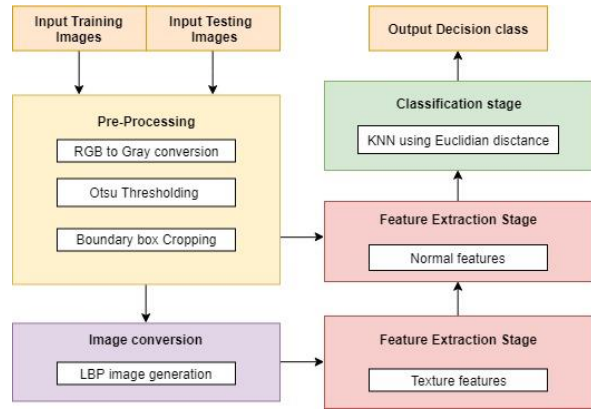 Input Training
Images
Input Testing
Images
Pre-Processing
RGB to Gray conversion
Otsu Thresholding
Boundary box Cropping
Image conversion
LBP image generation
Output Decision class
Classification stage
KNN using Euclidian disctance
Feature Extraction Stage
Normal features
Feature Extraction Stage
Texture features